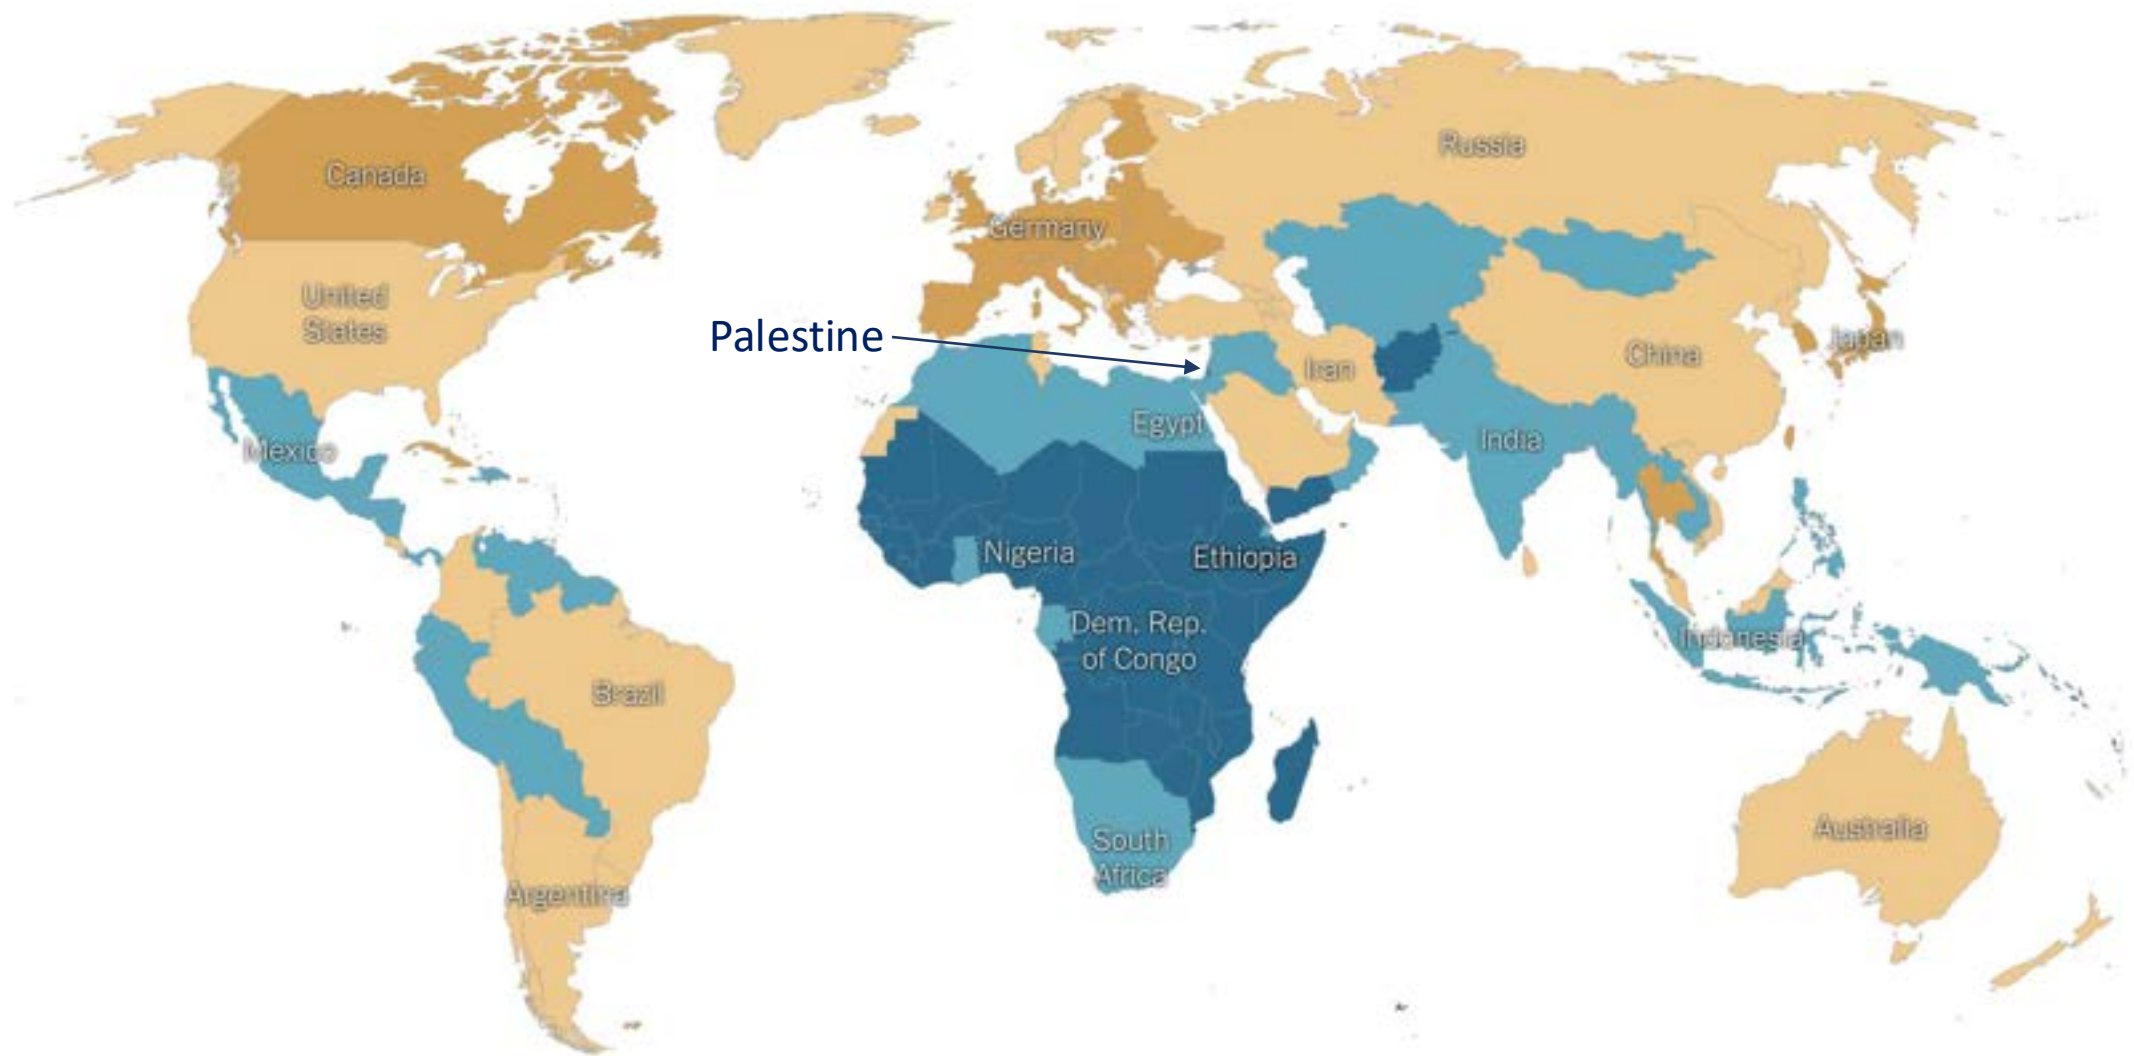 Canada
Russia
Germany
United
States
Palestine
Iran
China
Japan
Egypt
India
Mexico
Nigeria
Ethiopia
Dem. Rep.
of Congo
Indonesia
Brazil
Australia
South
Africa
Argentina